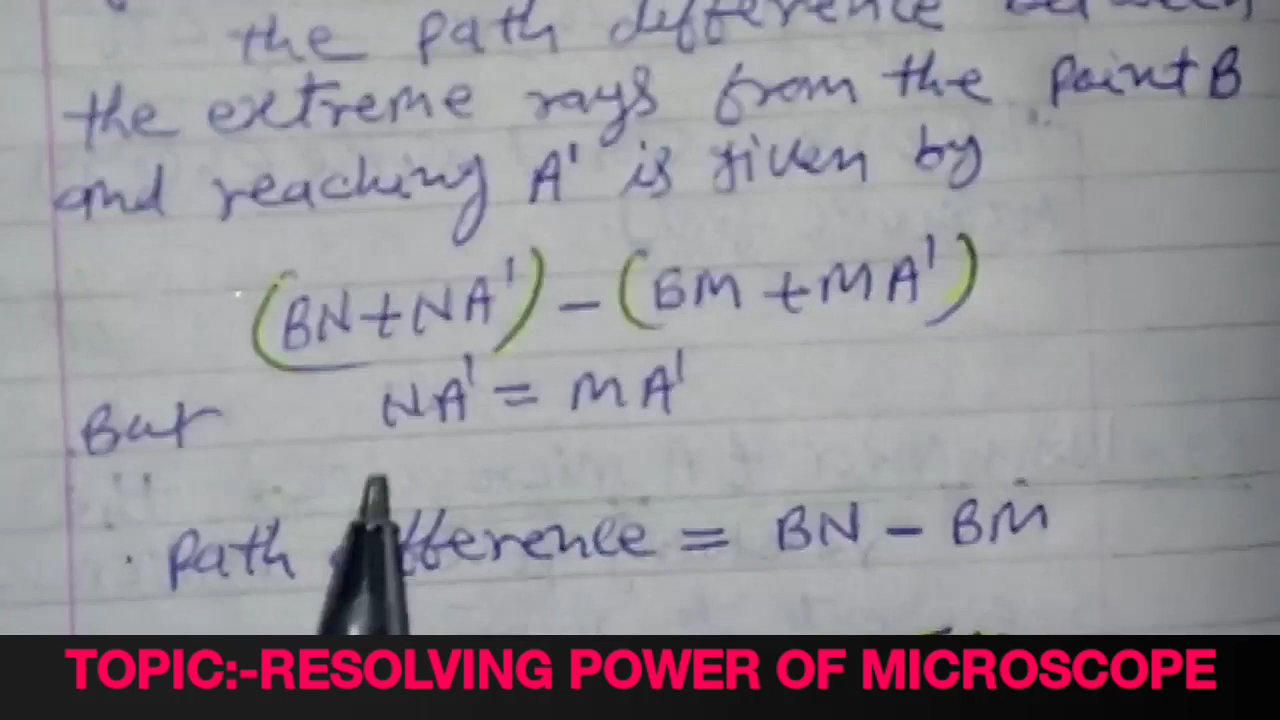 the path difference between
the extreme rays from the point B
and reaching A' is given by
(BN+NA') - (BM+MA')
But NA' = MA'
Path difference = BN - BM
TOPIC:-RESOLVING POWER OF MICROSCOPE